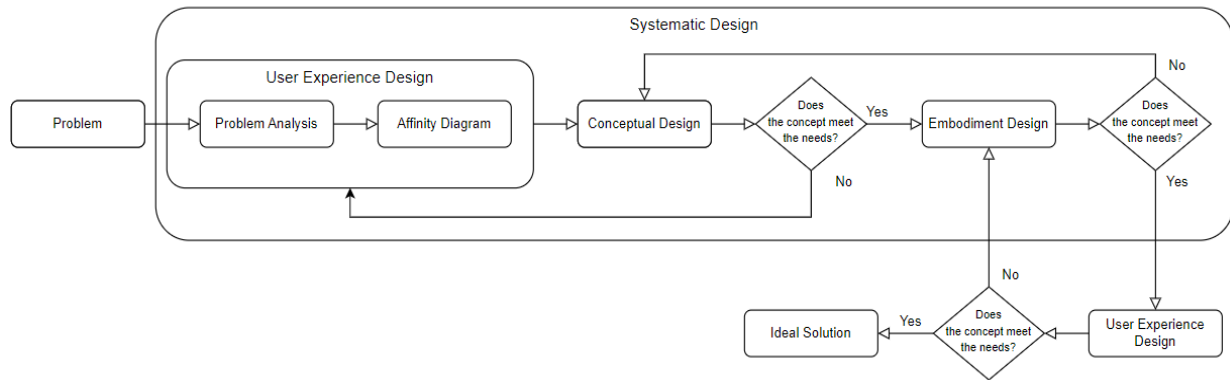 Systematic Design
User Experience Design
Problem
Problem Analysis
Affinity Diagram
Conceptual Design
Does
the concept meet
the needs?
Yes
No
Embodiment Design
Does
the concept meet
the needs?
No
Yes
User Experience
Design
Does
the concept meet
the needs?
No
Yes
Ideal Solution